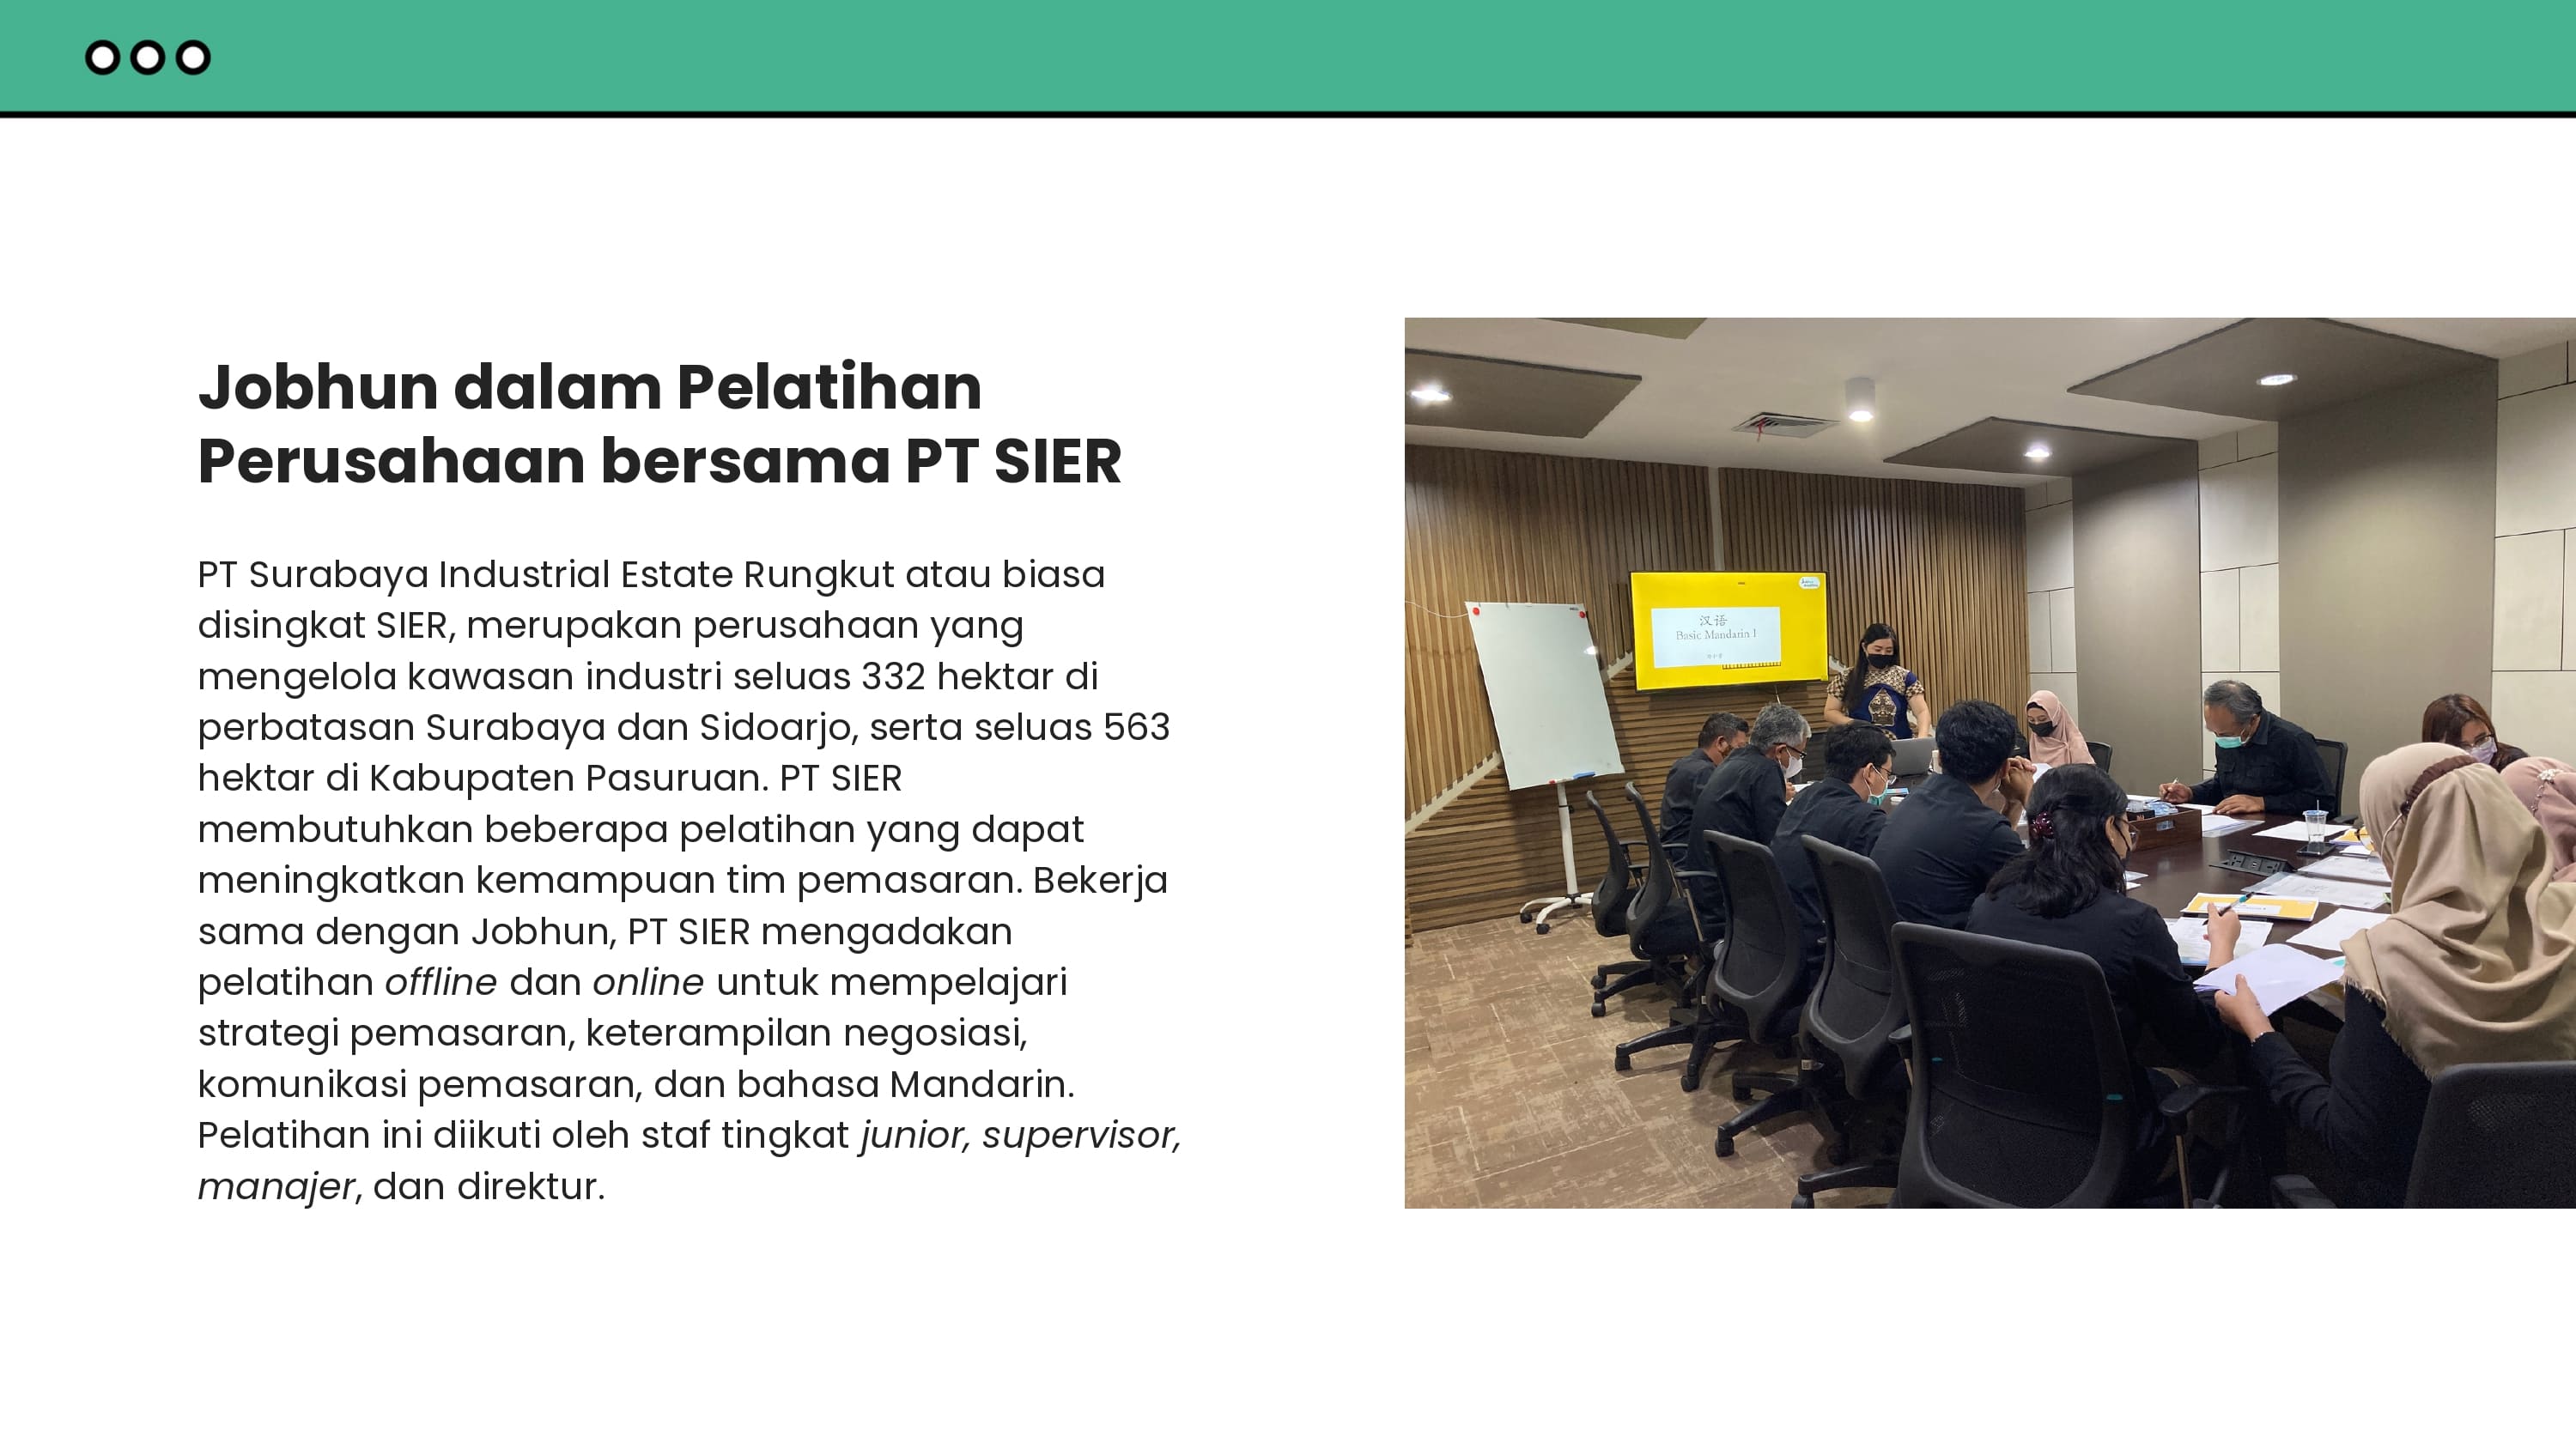 Jobhun dalam Pelatihan
Perusahaan bersama PT SIER
PT Surabaya Industrial Estate Rungkut atau biasa
disingkat SIER, merupakan perusahaan yang
mengelola kawasan industri seluas 332 hektar di
perbatasan Surabaya dan Sidoarjo, serta seluas 563
hektar di Kabupaten Pasuruan. PT SIER
membutuhkan beberapa pelatihan yang dapat
meningkatkan kemampuan tim pemasaran. Bekerja
sama dengan Jobhun, PT SIER mengadakan
pelatihan offline dan online untuk mempelajari
strategi pemasaran, keterampilan negosiasi,
komunikasi pemasaran, dan bahasa Mandarin.
Pelatihan ini diikuti oleh staf tingkat junior, supervisor,
manajer, dan direktur.
汉语
Basic Mandarin 1